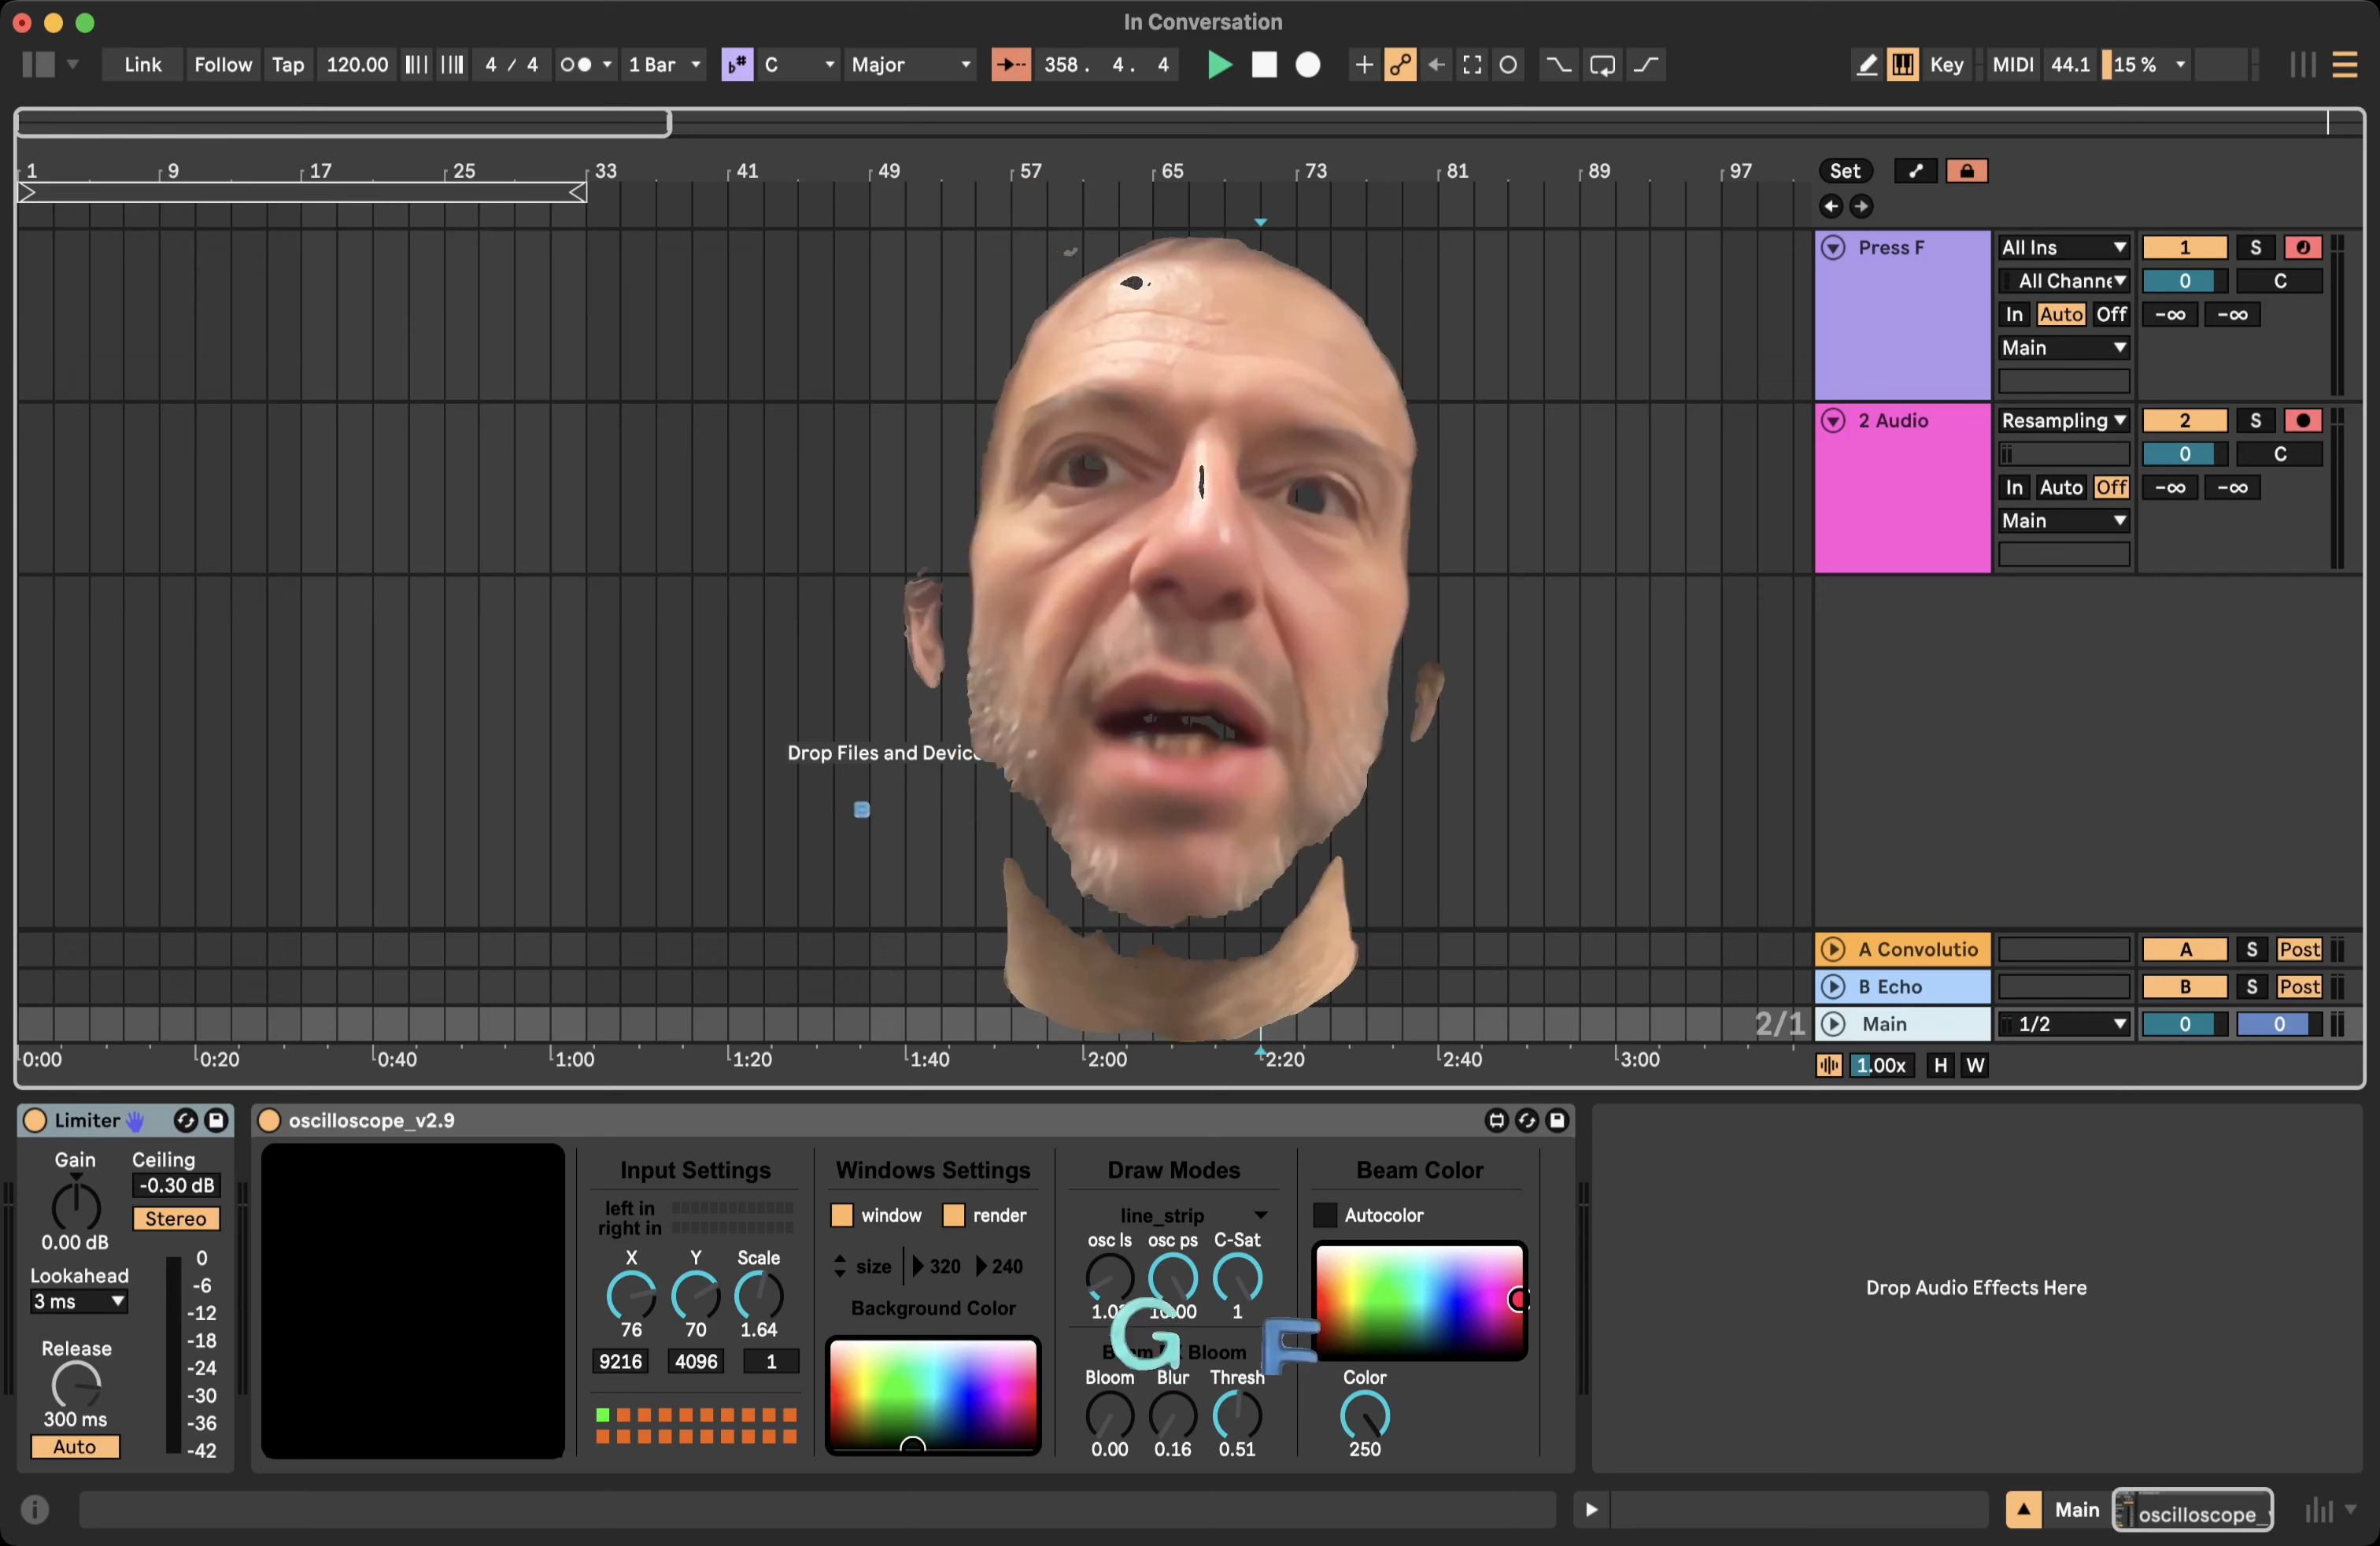 In Conversation
Link Follow Tap 120.00 4 / 4 1 Bar C Major 358. 4. 4 Key MIDI 44.1 15 %
1 9 17 25 33 41 49 57 65 73 81 89 97
Set
Press F All Ins 1 S
All Channe 0 C
In Auto Off -∞ -∞
Main
2 Audio Resampling 2 S
0 C
In Auto Off -∞ -∞
Main
Drop Files and Devic
A Convolutio A S Post
B Echo B S Post
2/1 Main 1/2 0 0
0:00 0:20 0:40 1:00 1:20 1:40 2:00 2:20 2:40 3:00
1.00x H W
Limiter
Gain Ceiling
-0.30 dB
Stereo
0.00 dB
Lookahead
3 ms
Release
300 ms
Auto
0
-6
-12
-18
-24
-30
-36
-42
oscilloscope_v2.9
Input Settings
left in
right in
X Y Scale
76 70 1.64
9216 4096 1
Windows Settings
window render
size 320 240
Background Color
Draw Modes
line_strip
osc ls osc ps C-Sat
10.00 1
G F
Bloom
Bloom Blur Thresh
0.00 0.16 0.51
Beam Color
Autocolor
Color
250
Drop Audio Effects Here
Main oscilloscope_